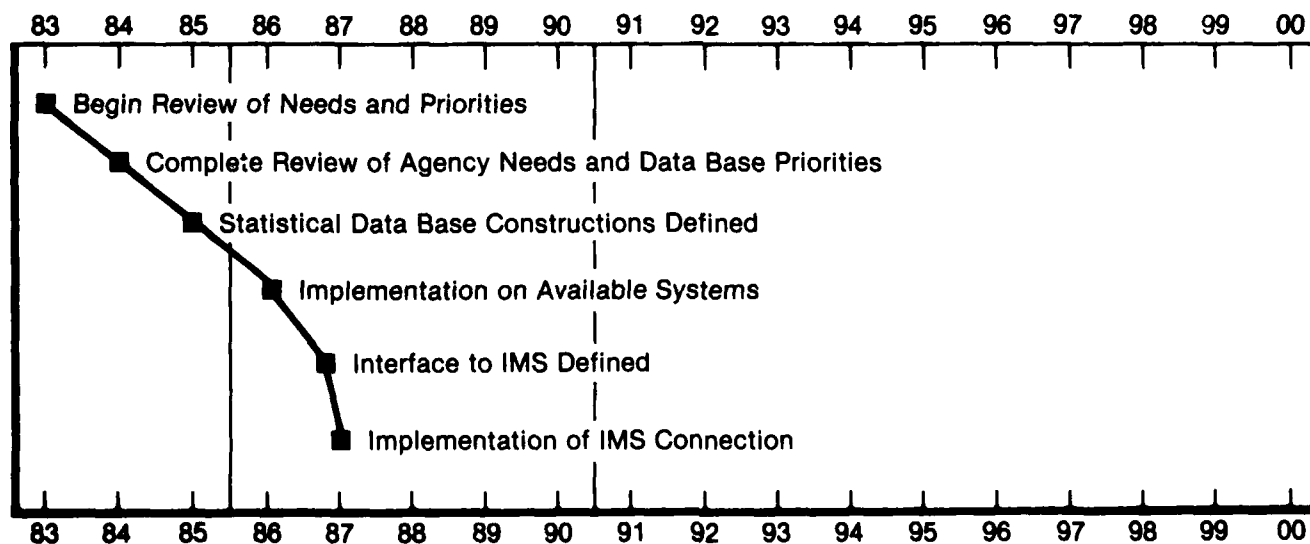 83 84 85 86 87 88 89 90 91 92 93 94 95 96 97 98 99 00
Begin Review of Needs and Priorities
Complete Review of Agency Needs and Data Base Priorities
Statistical Data Base Constructions Defined
Implementation on Available Systems
Interface to IMS Defined
Implementation of IMS Connection
83 84 85 86 87 88 89 90 91 92 93 94 95 96 97 98 99 00